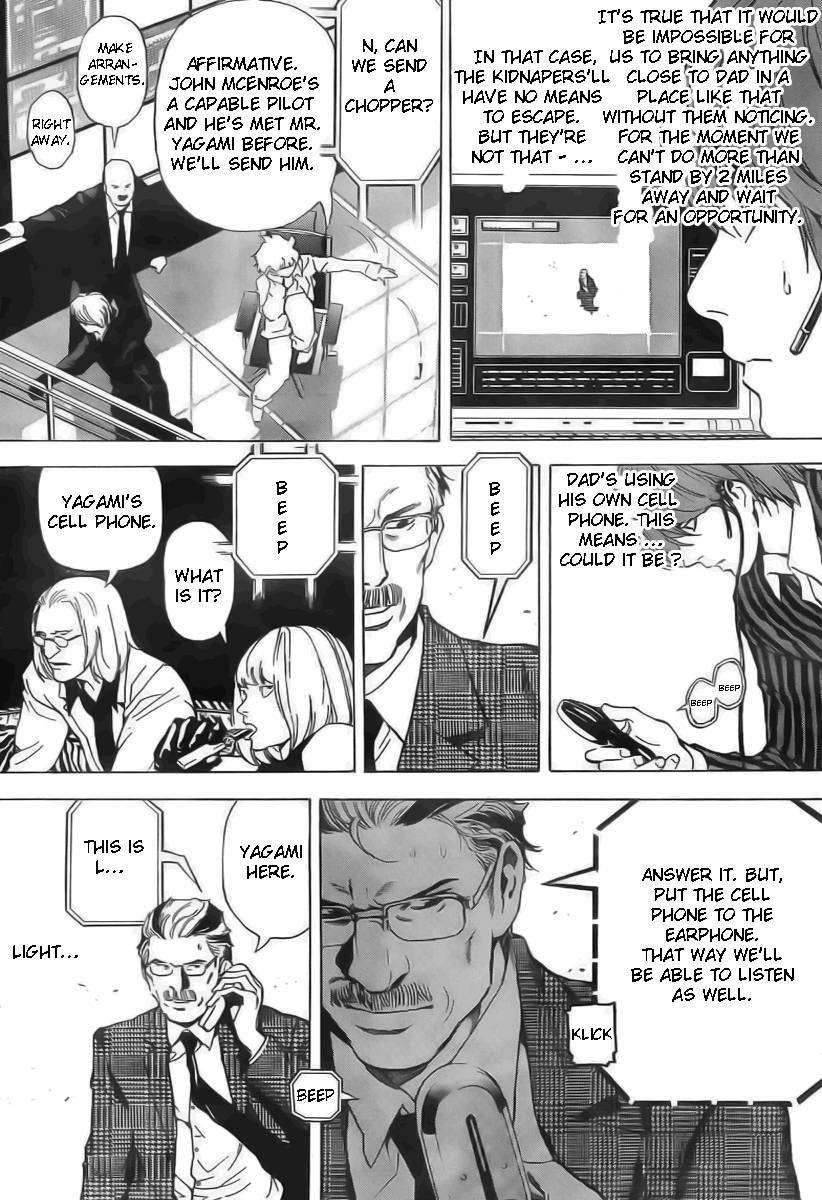 IT'S TRUE THAT IT WOULD
BE IMPOSSIBLE FOR
US TO BRING ANYTHING
CLOSE TO DAD IN A
PLACE LIKE THAT
WITHOUT THEM NOTICING.
FOR THE MOMENT WE
CAN'T DO MORE THAN
STAND BY 2 MILES
AWAY AND WAIT
FOR AN OPPORTUNITY.
IN THAT CASE,
THE KIDNAPERS'LL
HAVE NO MEANS
TO ESCAPE.
BUT THEY'RE
NOT THAT - ...
N, CAN
WE SEND
A
CHOPPER?
AFFIRMATIVE.
JOHN MCENROE'S
A CAPABLE PILOT
AND HE'S MET MR.
YAGAMI BEFORE.
WE'LL SEND HIM.
MAKE
ARRAN-
GEMENTS.
RIGHT
AWAY.
DAD'S USING
HIS OWN CELL
PHONE. THIS
MEANS ...
COULD IT BE ?
BEEP
BEEP
B
E
E
P
B
E
E
P
WHAT
IS IT?
YAGAMI'S
CELL PHONE.
ANSWER IT. BUT,
PUT THE CELL
PHONE TO THE
EARPHONE.
THAT WAY WE'LL
BE ABLE TO LISTEN
AS WELL.
KLICK
BEEP
YAGAMI
HERE.
THIS IS
L...
LIGHT...